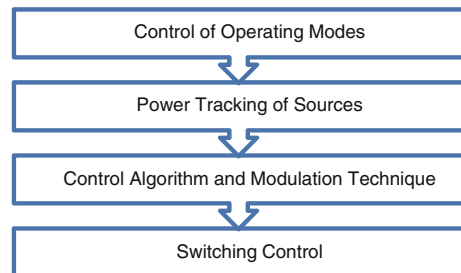 Control of Operating Modes
Power Tracking of Sources
Control Algorithm and Modulation Technique
Switching Control